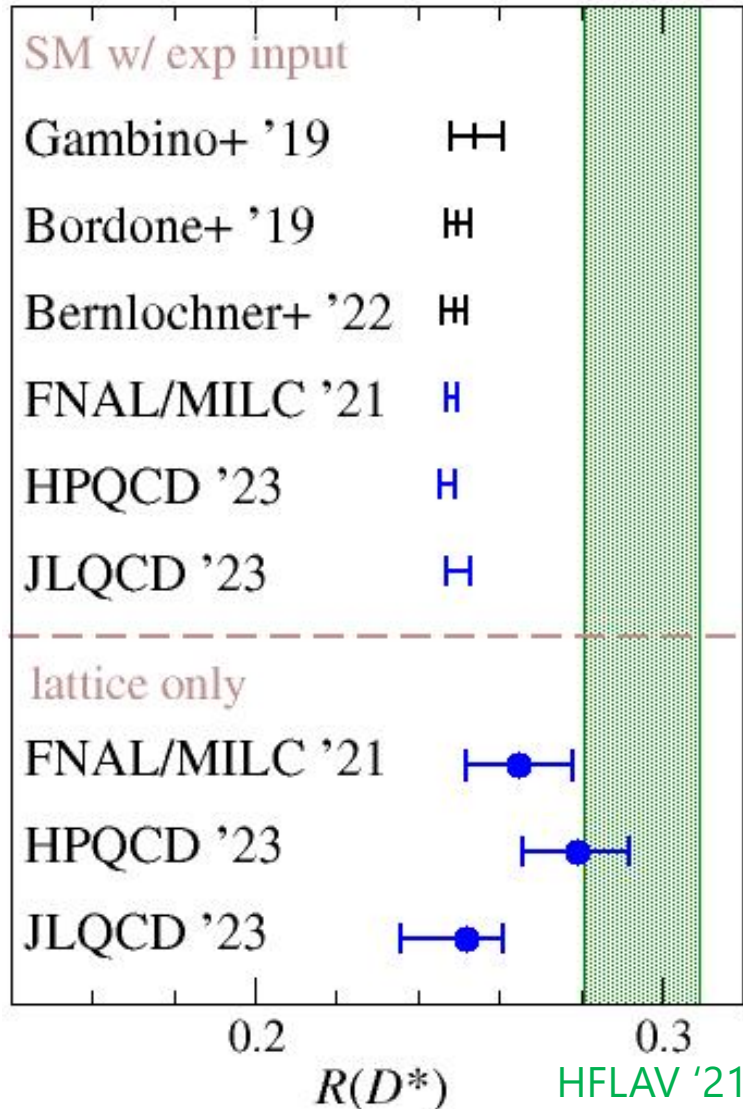 SM w/ exp input
Gambino+ ’19
Bordone+ ’19
Bernlochner+ ’22
FNAL/MILC ’21
HPQCD ’23
JLQCD ’23
lattice only
FNAL/MILC ’21
HPQCD ’23
JLQCD ’23
0.2 0.3
R(D*) HFLAV ‘21